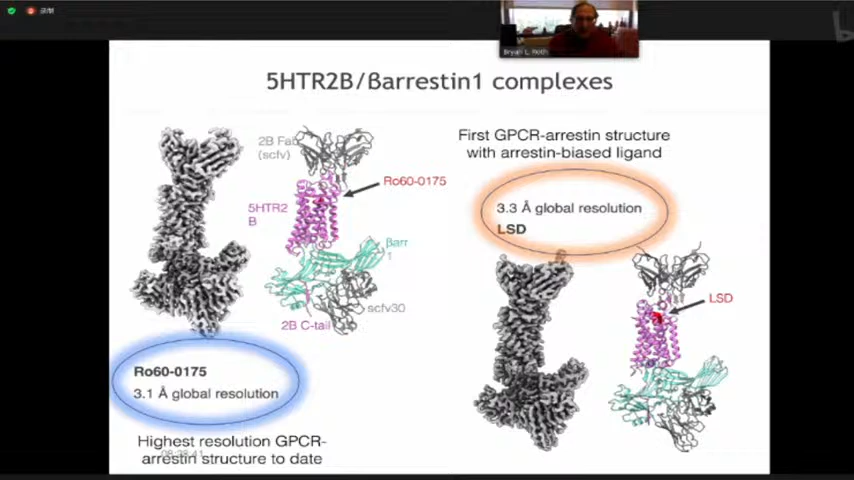 Bryan L. Roth
5HTR2B/βarrestin1 complexes
2B Fab
(scfv)
Ro60-0175
5HTR2
B
βarr
1
scfv30
2B C-tail
Ro60-0175
3.1 Å global resolution
Highest resolution GPCR-
arrestin structure to date
First GPCR-arrestin structure
with arrestin-biased ligand
3.3 Å global resolution
LSD
LSD